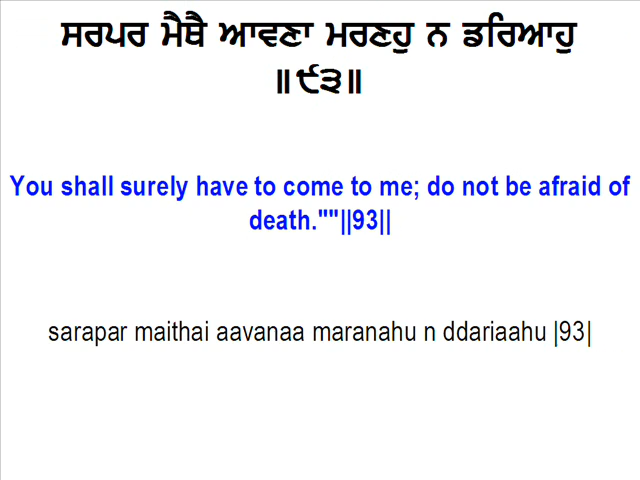 ਸਰਪਰ ਮੈਥੈ ਆਵਣਾ ਮਰਣਹੁ ਨ ਡਰਿਆਹੁ
॥੯੩॥
You shall surely have to come to me; do not be afraid of
death.""||93||
sarapar maithai aavanaa maranahu n ddariaahu |93|